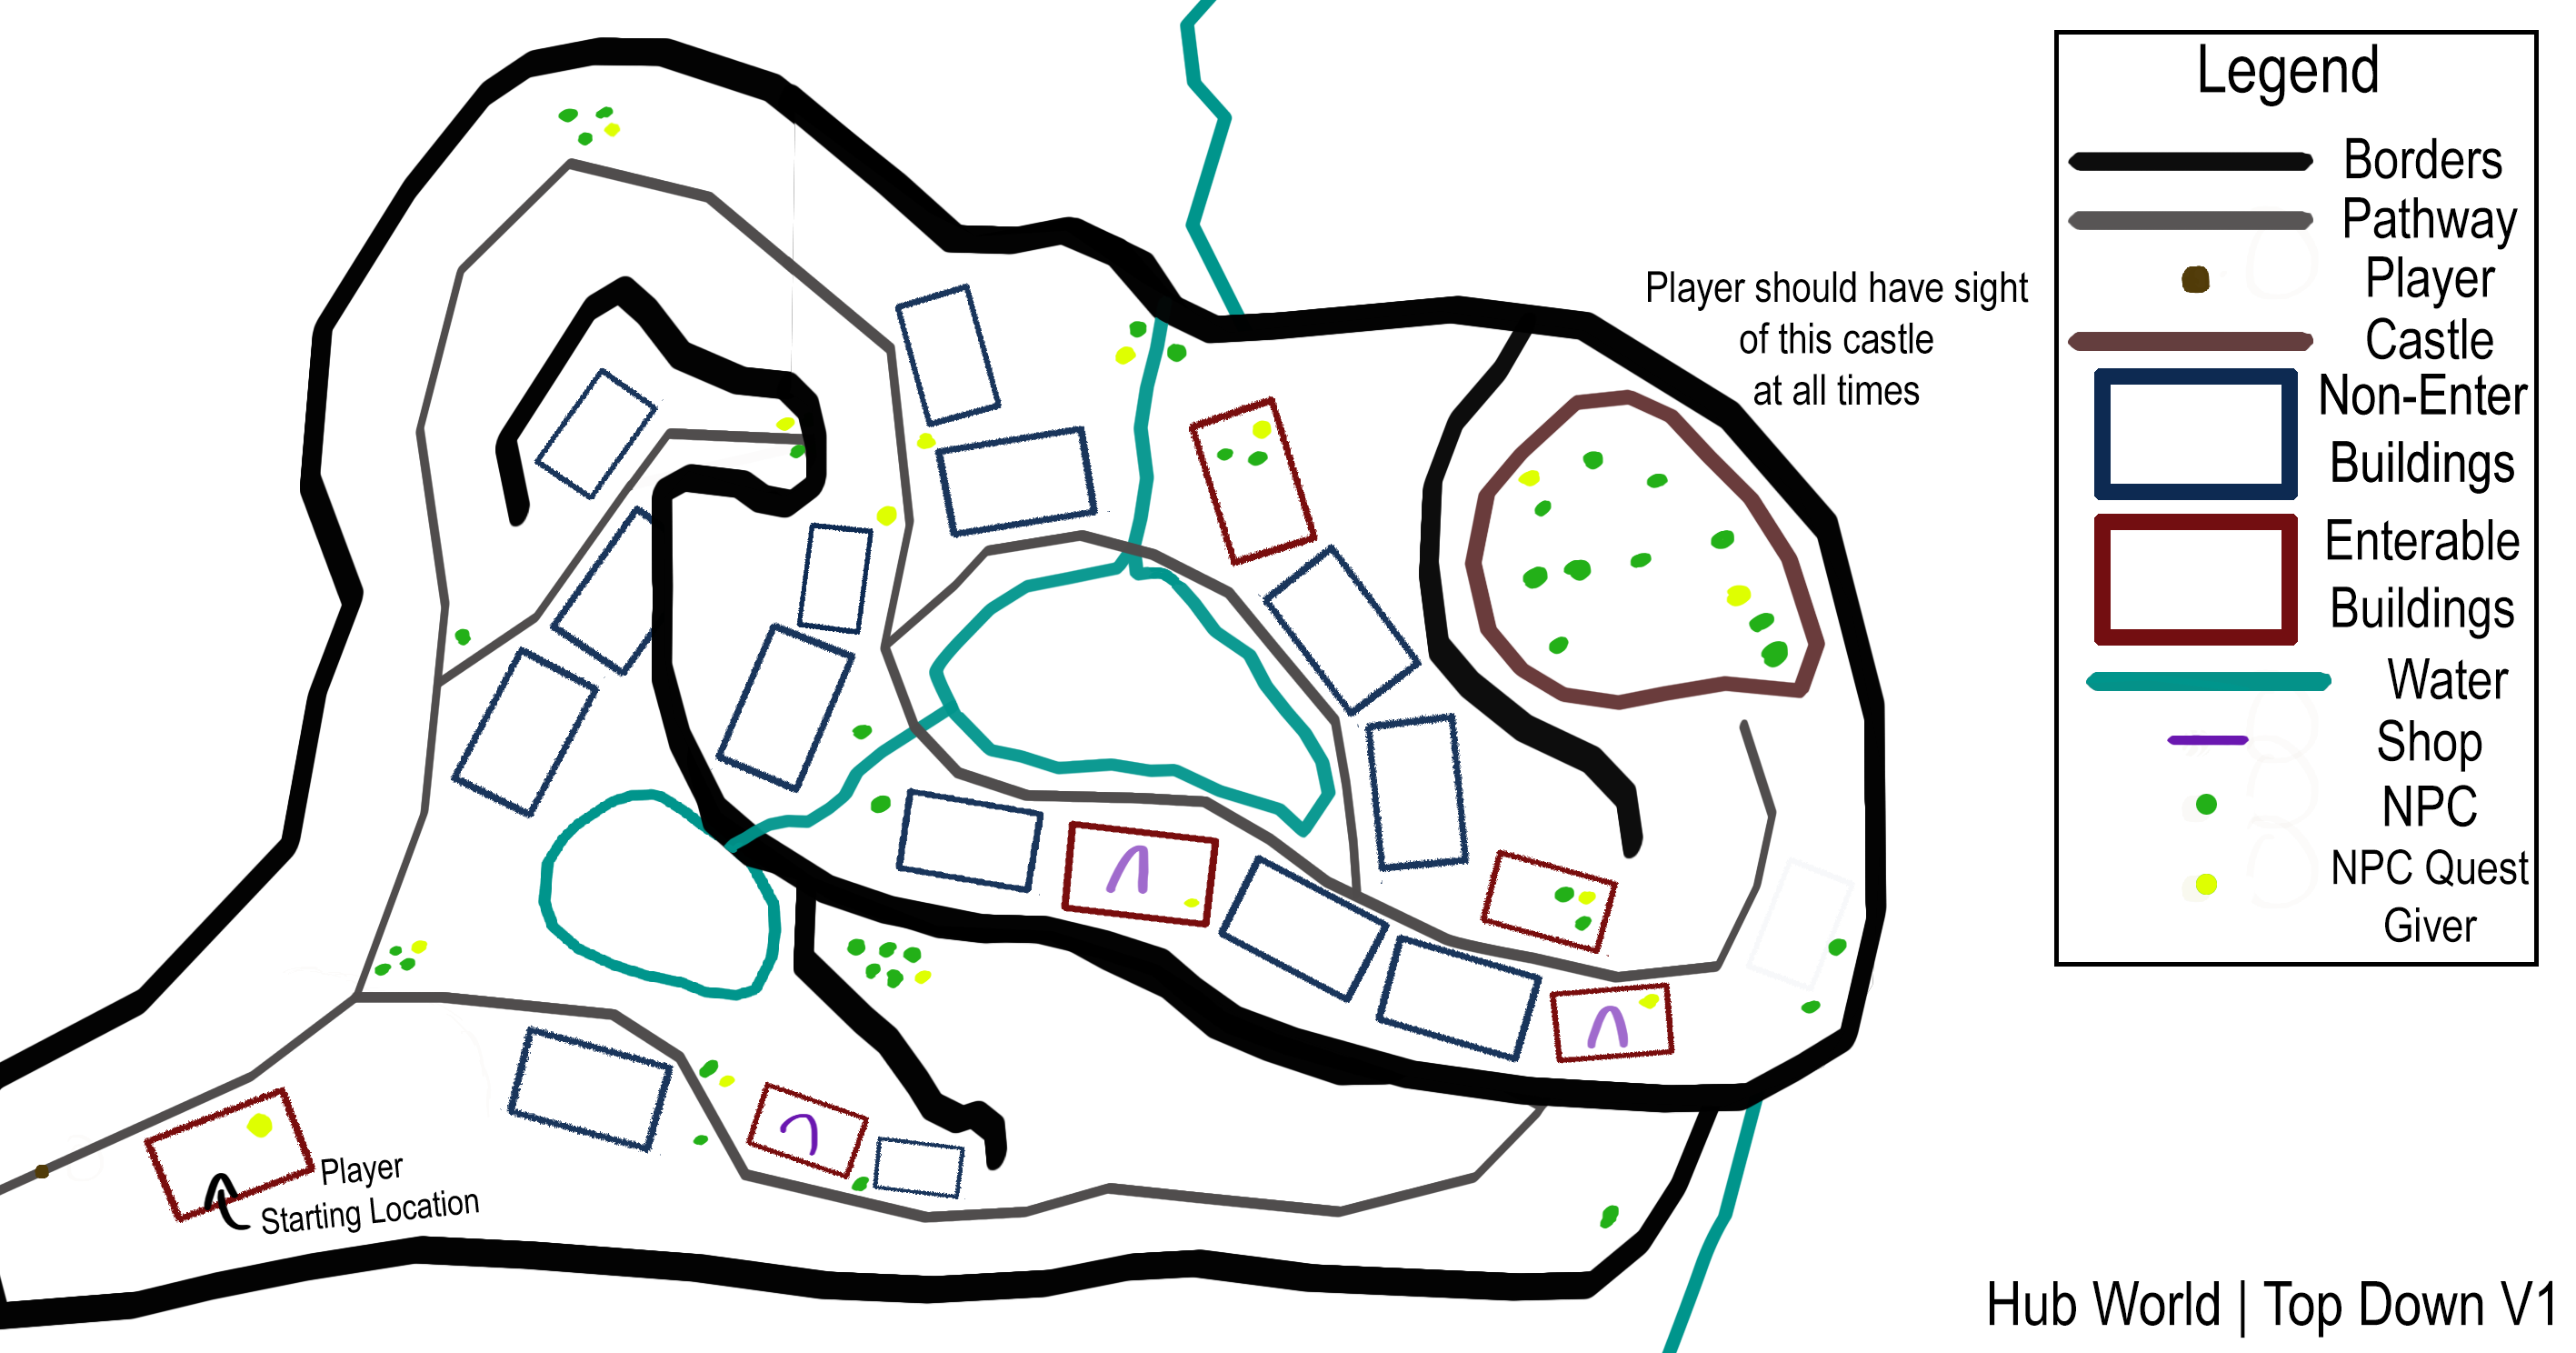 Player should have sight
of this castle
at all times
Legend
Borders
Pathway
Player
Castle
Non-Enter
Buildings
Enterable
Buildings
Water
Shop
NPC
NPC Quest
Giver
Player
Starting Location
Hub World | Top Down V1